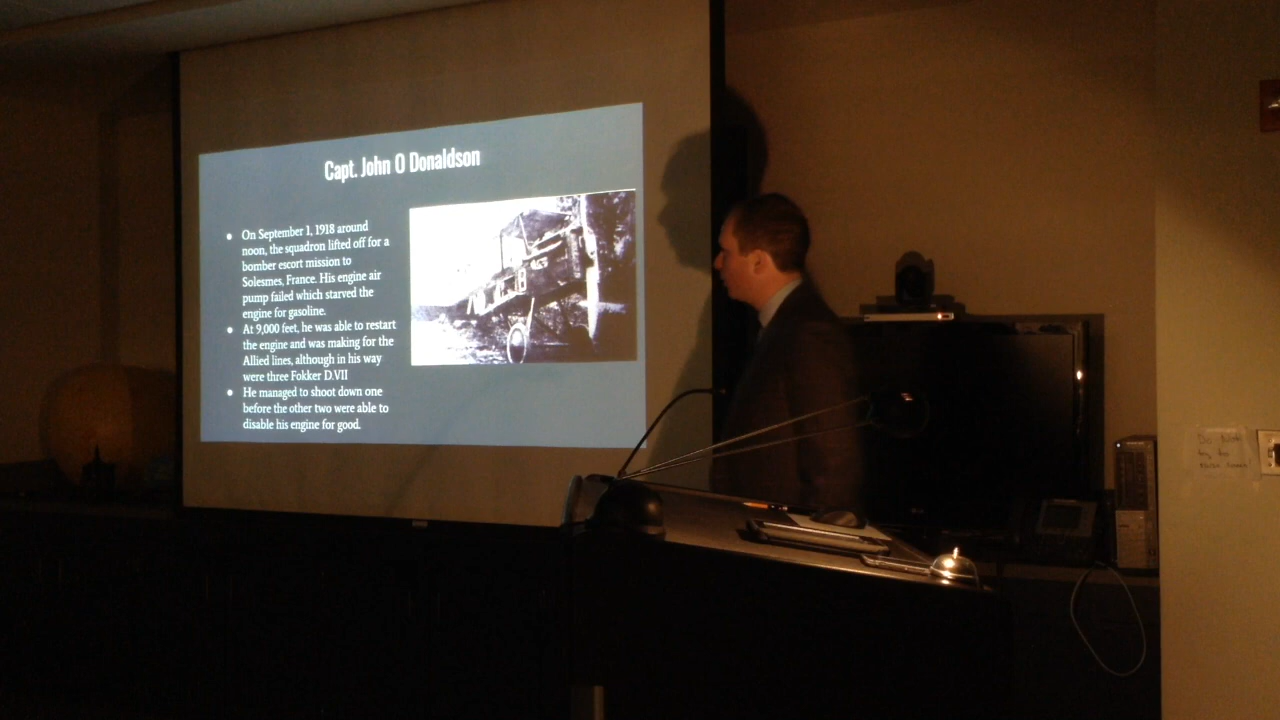 Capt. John O Donaldson
On September 1, 1918 around
noon, the squadron lifted off for a
bomber escort mission to
Solesmes, France. His engine air
pump failed which starved the
engine for gasoline.
At 9,000 feet, he was able to restart
the engine and was making for the
Allied lines, although in his way
were three Fokker D.VII
He managed to shoot down one
before the other two were able to
disable his engine for good.
Do Not